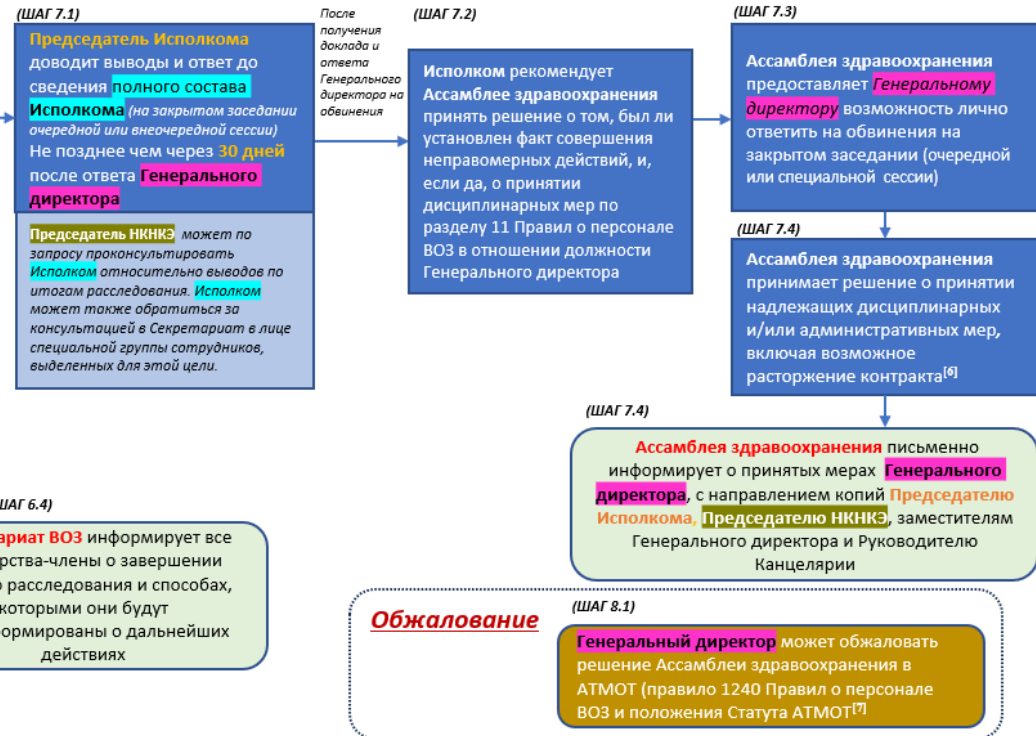 (ШАГ 7.1)
Председатель Исполкома
доводит выводы и ответ до
сведения полного состава
Исполкома (на закрытом заседании
очередной или внеочередной сессии)
Не позднее чем через 30 дней
после ответа Генерального
директора
Председатель НКНКЭ может по
запросу проконсультировать
Исполком относительно выводов по
итогам расследования. Исполком
может также обратиться за
консультацией в Секретариат в лице
специальной группы сотрудников,
выделенных для этой цели.
После
получения
доклада и
ответа
Генерального
директора на
обвинения
(ШАГ 7.2)
Исполком рекомендует
Ассамблее здравоохранения
принять решение о том, был ли
установлен факт совершения
неправомерных действий, и,
если да, о принятии
дисциплинарных мер по
разделу 11 Правил о персонале
ВОЗ в отношении должности
Генерального директора
(ШАГ 7.3)
Ассамблея здравоохранения
предоставляет Генеральному
директору возможность лично
ответить на обвинения на
закрытом заседании (очередной
или специальной сессии)
(ШАГ 7.4)
Ассамблея здравоохранения
принимает решение о принятии
надлежащих дисциплинарных
и/или административных мер,
включая возможное
расторжение контракта[6]
(ШАГ 7.4)
Ассамблея здравоохранения письменно
информирует о принятых мерах Генерального
директора, с направлением копий Председателю
Исполкома, Председателю НКНКЭ, заместителям
Генерального директора и Руководителю
Канцелярии
ШАГ 6.4)
ариат ВОЗ информирует все
рства-члены о завершении
о расследования и способах,
которыми они будут
ормированы о дальнейших
действиях
Обжалование
(ШАГ 8.1)
Генеральный директор может обжаловать
решение Ассамблеи здравоохранения в
АТМОТ (правило 1240 Правил о персонале
ВОЗ и положения Статута АТМОТ[7]